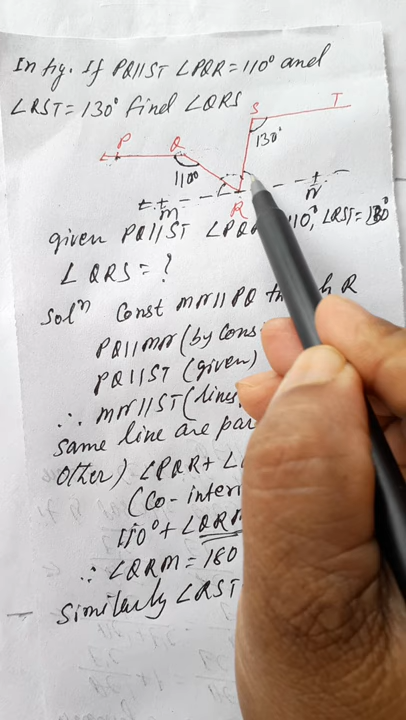 In fig. If PQ||ST ∠PQR = 110° and
∠RST = 130° find ∠QRS
S T
P Q
130°
110°
M R N
given PQ||ST ∠PQR 110°, ∠RST = 130°
∠QRS = ?
Solⁿ Const MN||PQ through R
PQ||MN (by Cons
PQ||ST (given)
∴ MN||ST (lines
same line are par
other) ∠PQR + ∠
(Co-interi
110° + ∠QRM
∴ ∠QRM = 180
Similarly ∠RST